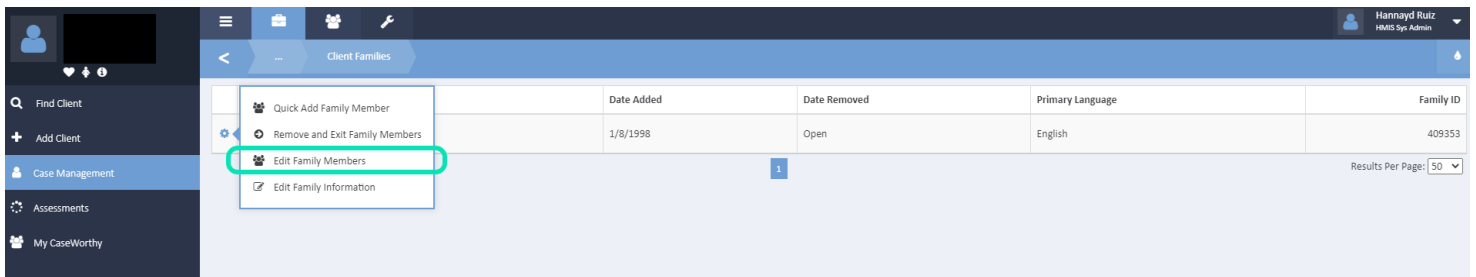 Hannayd Ruiz
HMIS Sys Admin
< ... Client Families
Find Client
Add Client
Case Management
Assessments
My CaseWorthy
Quick Add Family Member
Remove and Exit Family Members
Edit Family Members
Edit Family Information
Date Added Date Removed Primary Language Family ID
1/8/1998 Open English 409353
1
Results Per Page: 50